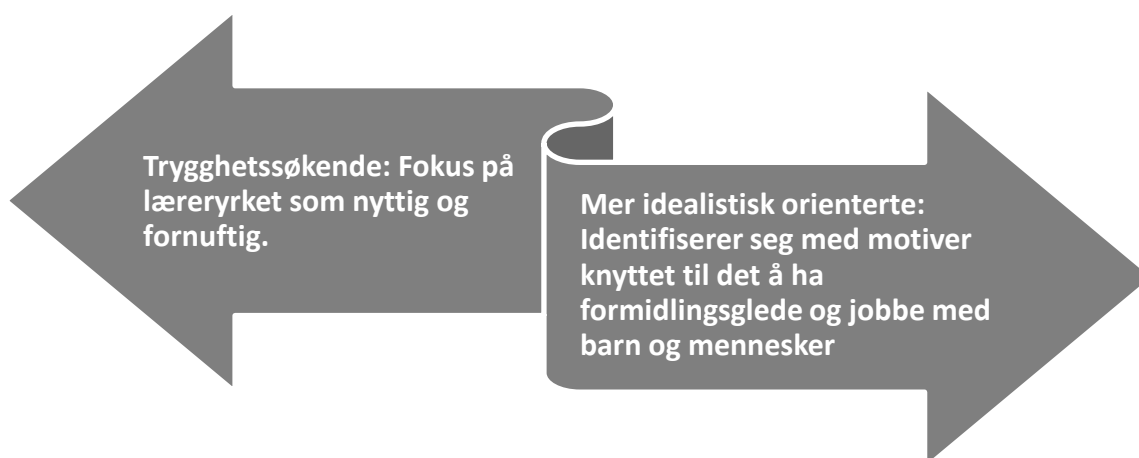 Trygghetssøkende: Fokus på
læreryrket som nyttig og
fornuftig.
Mer idealistisk orienterte:
Identifiserer seg med motiver
knyttet til det å ha
formidlingsglede og jobbe med
barn og mennesker